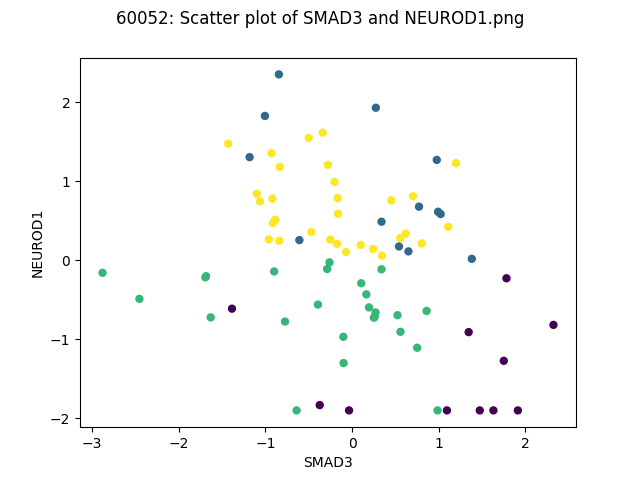 60052: Scatter plot of SMAD3 and NEUROD1.png
2
1
0
−1
−2
NEUROD1
−3 −2 −1 0 1 2
SMAD3